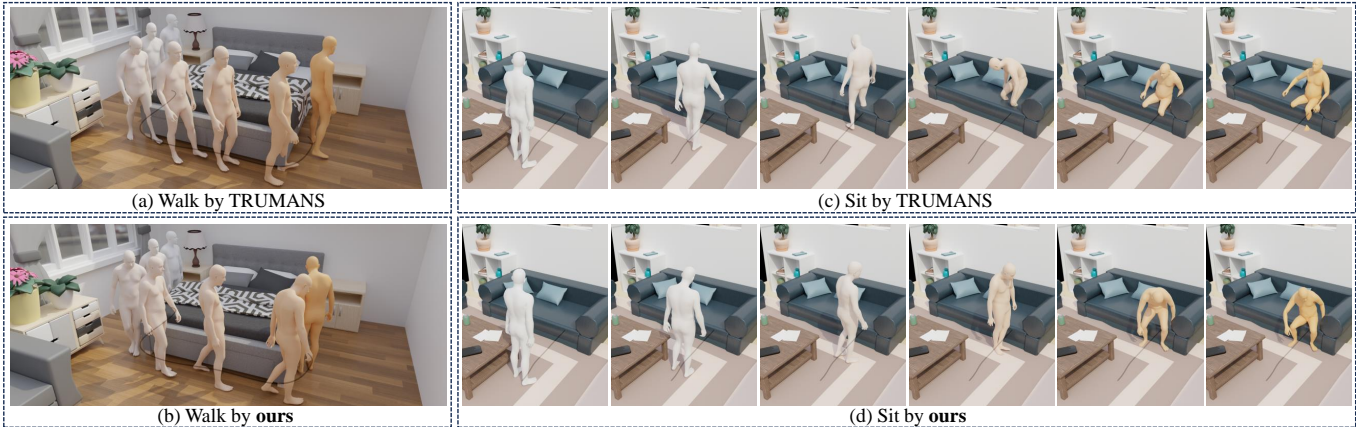 (a) Walk by TRUMANS
(c) Sit by TRUMANS
(b) Walk by ours
(d) Sit by ours